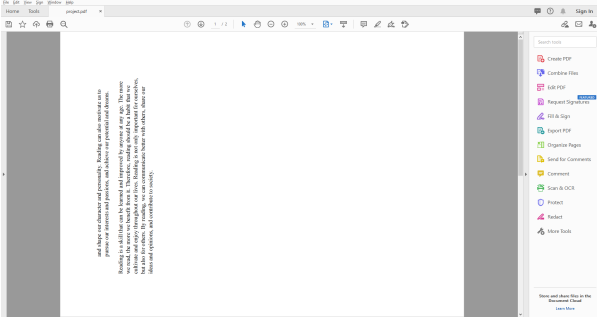 File Edit View Sign Window Help
Home Tools project.pdf × Sign In
1 / 2 100%
and shape our character and personality. Reading can also motivate us to
pursue our interests and passions, and achieve our potential and dreams.
Reading is a skill that can be learned and improved by anyone at any age. The more
we read, the more we benefit from it. Therefore, reading should be a habit that we
cultivate and enjoy throughout our lives. Reading is not only important for ourselves,
but also for others. By reading, we can communicate better with others, share our
ideas and opinions, and contribute to society.
Search tools
Create PDF
Combine Files
Edit PDF
Request Signatures
Fill & Sign
Export PDF
Organize Pages
Send for Comments
Comment
Scan & OCR
Protect
Redact
More Tools
Store and share files in the
Document Cloud
Learn More